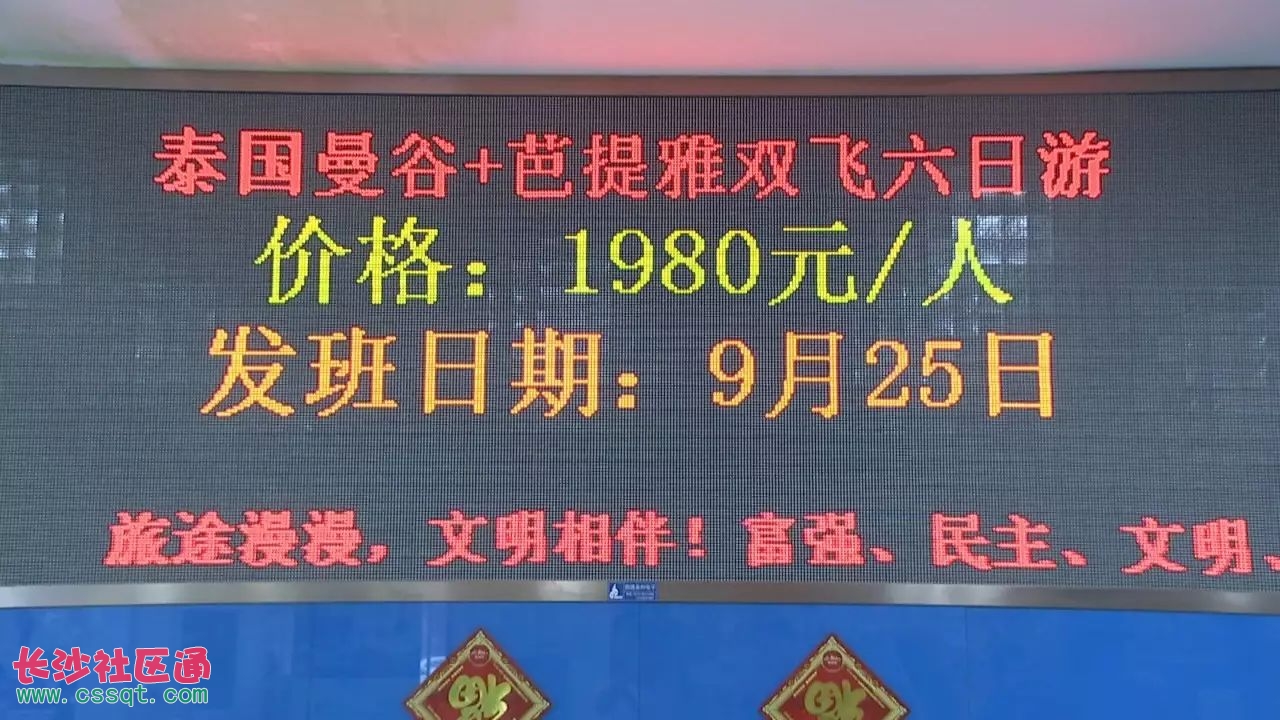 泰国曼谷+芭提雅双飞六日游
价格：1980元/人
发班日期：9月25日
旅途漫漫，文明相伴！富强、民主、文明、
长沙社区通
www.cssqt.com